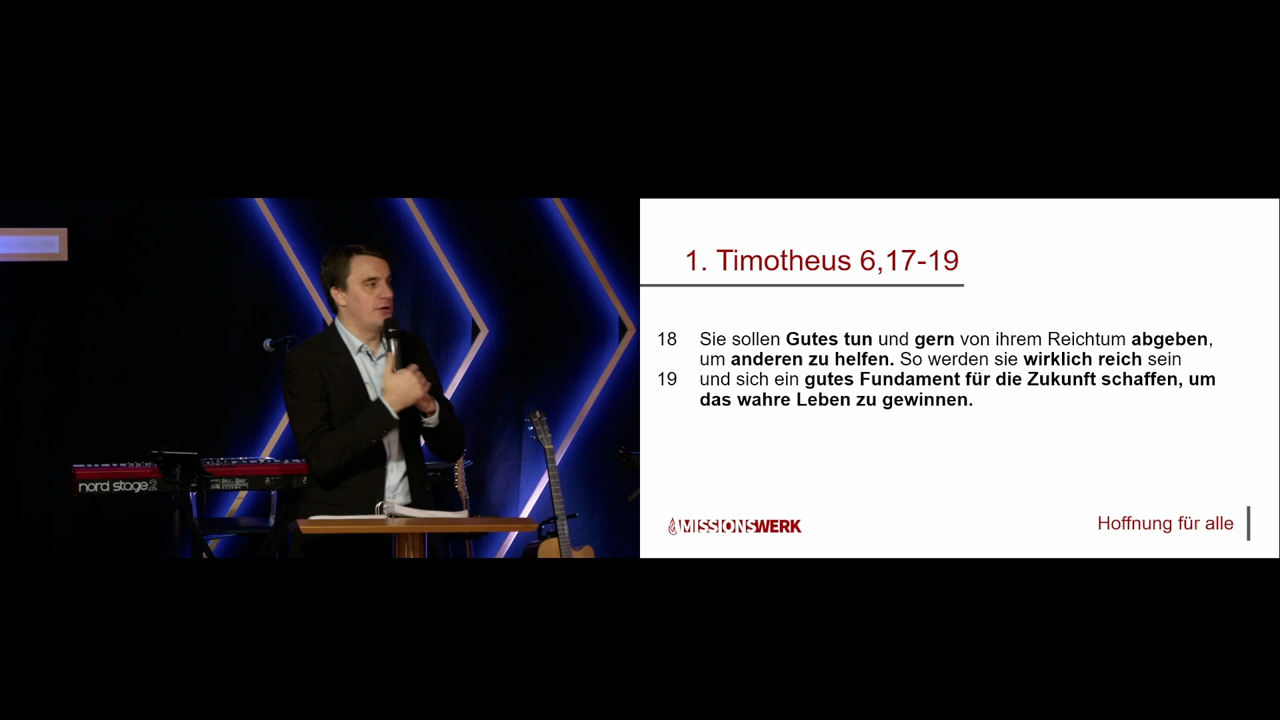 nord stage 2
1. Timotheus 6,17-19
18 Sie sollen Gutes tun und gern von ihrem Reichtum abgeben,
um anderen zu helfen. So werden sie wirklich reich sein
19 und sich ein gutes Fundament für die Zukunft schaffen, um
das wahre Leben zu gewinnen.
MISSIONSWERK
Hoffnung für alle